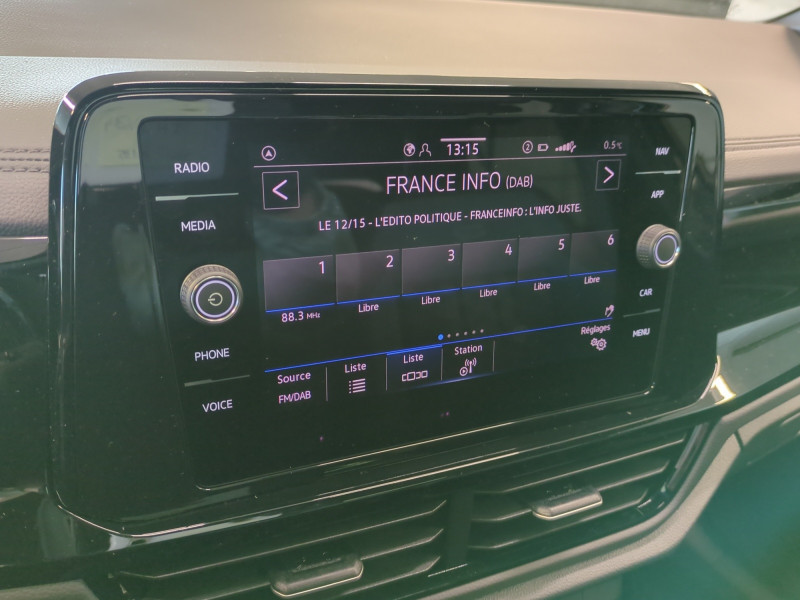 RADIO
MEDIA
PHONE
VOICE
13:15
2
0.5°C
FRANCE INFO (DAB)
LE 12/15 - L'EDITO POLITIQUE - FRANCEINFO : L'INFO JUSTE.
1 2 3 4 5 6
88.3 MHz Libre Libre Libre Libre Libre
Source Liste Liste Station Réglages
FM/DAB
NAV
APP
CAR
MENU